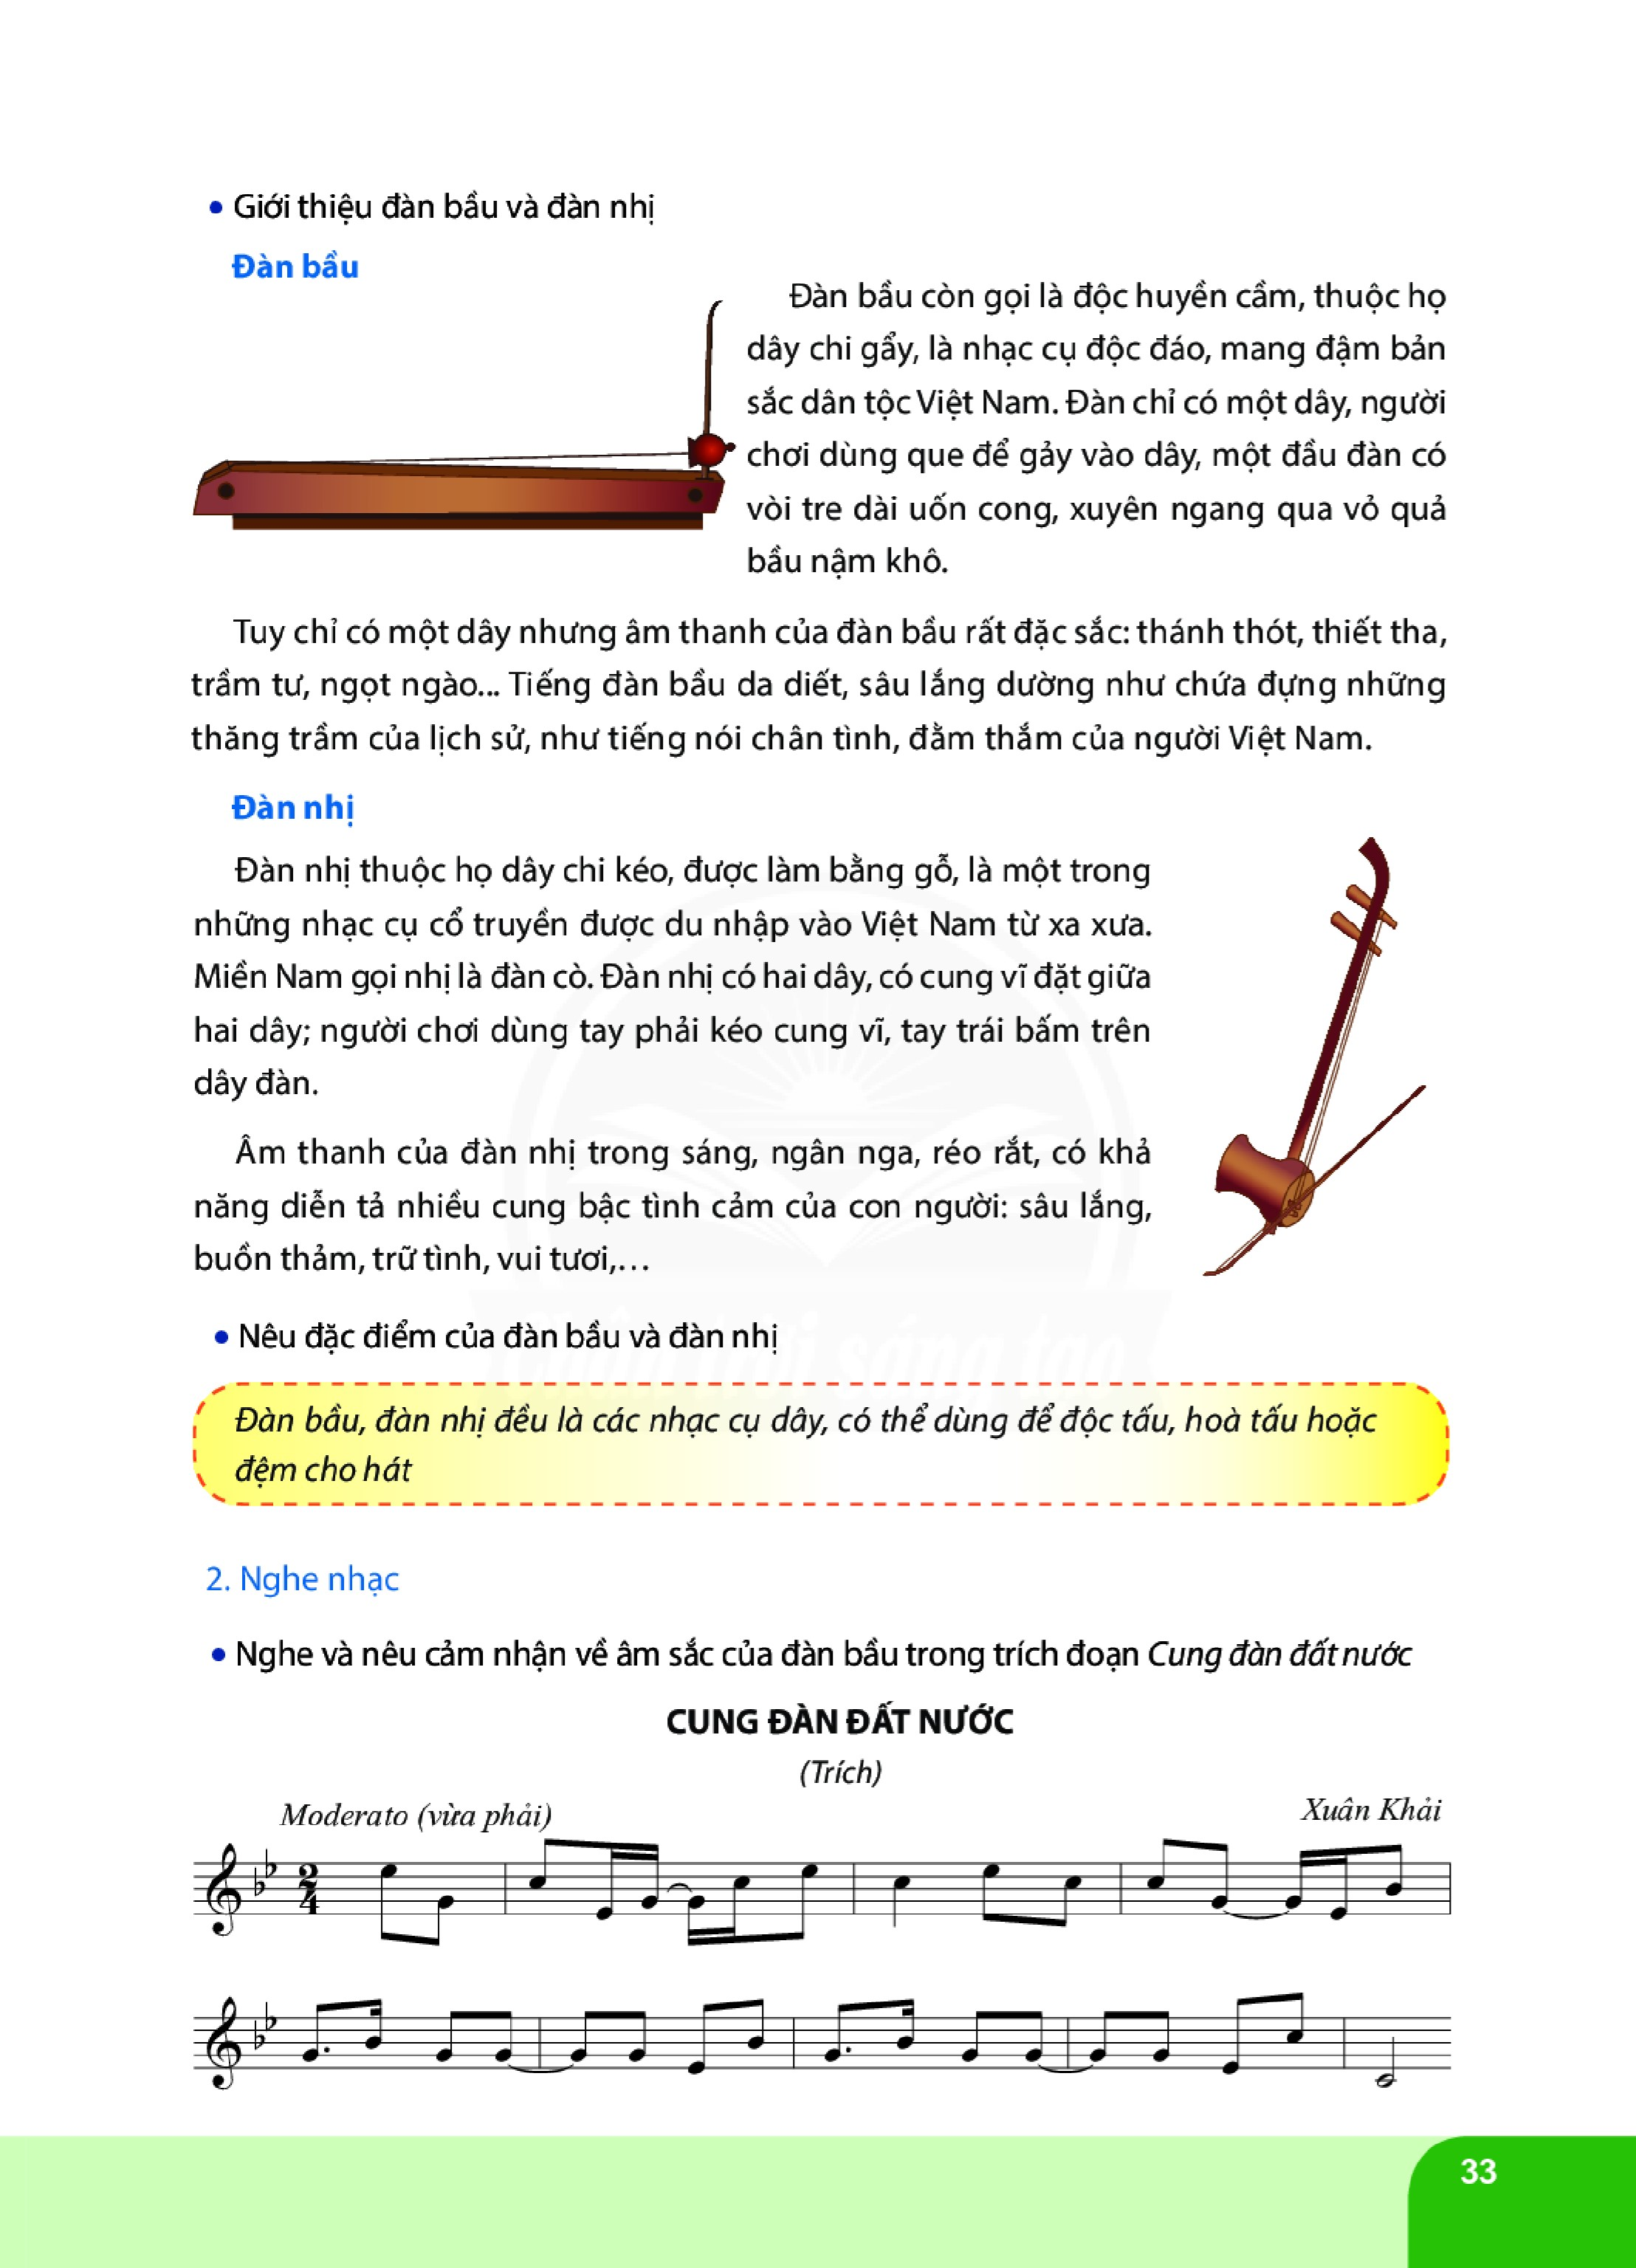 • Giới thiệu đàn bầu và đàn nhị
Đàn bầu
Đàn bầu còn gọi là độc huyền cầm, thuộc họ
dây chi gẩy, là nhạc cụ độc đáo, mang đậm bản
sắc dân tộc Việt Nam. Đàn chỉ có một dây, người
chơi dùng que để gảy vào dây, một đầu đàn có
vòi tre dài uốn cong, xuyên ngang qua vỏ quả
bầu nậm khô.
Tuy chỉ có một dây nhưng âm thanh của đàn bầu rất đặc sắc: thánh thót, thiết tha,
trầm tư, ngọt ngào... Tiếng đàn bầu da diết, sâu lắng dường như chứa đựng những
thăng trầm của lịch sử, như tiếng nói chân tình, đằm thắm của người Việt Nam.
Đàn nhị
Đàn nhị thuộc họ dây chi kéo, được làm bằng gỗ, là một trong
những nhạc cụ cổ truyền được du nhập vào Việt Nam từ xa xưa.
Miền Nam gọi nhị là đàn cò. Đàn nhị có hai dây, có cung vĩ đặt giữa
hai dây; người chơi dùng tay phải kéo cung vĩ, tay trái bấm trên
dây đàn.
Âm thanh của đàn nhị trong sáng, ngân nga, réo rắt, có khả
năng diễn tả nhiều cung bậc tình cảm của con người: sâu lắng,
buồn thảm, trữ tình, vui tươi,…
Chân trời sáng tạo
• Nêu đặc điểm của đàn bầu và đàn nhị
Đàn bầu, đàn nhị đều là các nhạc cụ dây, có thể dùng để độc tấu, hoà tấu hoặc
đệm cho hát
2. Nghe nhạc
• Nghe và nêu cảm nhận về âm sắc của đàn bầu trong trích đoạn Cung đàn đất nước
CUNG ĐÀN ĐẤT NƯỚC
(Trích)
Moderato (vừa phải)
Xuân Khải
2
4
33